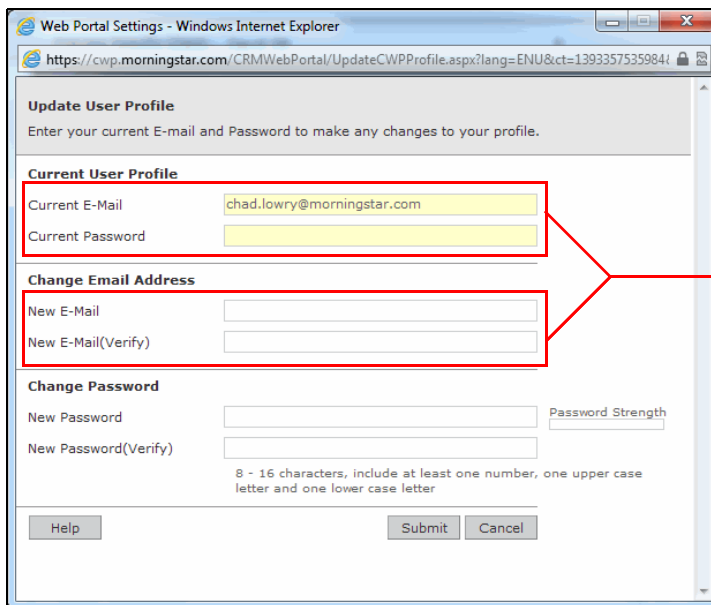 Web Portal Settings - Windows Internet Explorer
https://cwp.morningstar.com/CRMWebPortal/UpdateCWPProfile.aspx?lang=ENU&ct=1393357535984
Update User Profile
Enter your current E-mail and Password to make any changes to your profile.
Current User Profile
Current E-Mail chad.lowry@morningstar.com
Current Password
Change Email Address
New E-Mail
New E-Mail(Verify)
Change Password
New Password Password Strength
New Password(Verify)
8 - 16 characters, include at least one number, one upper case
letter and one lower case letter
Help Submit Cancel